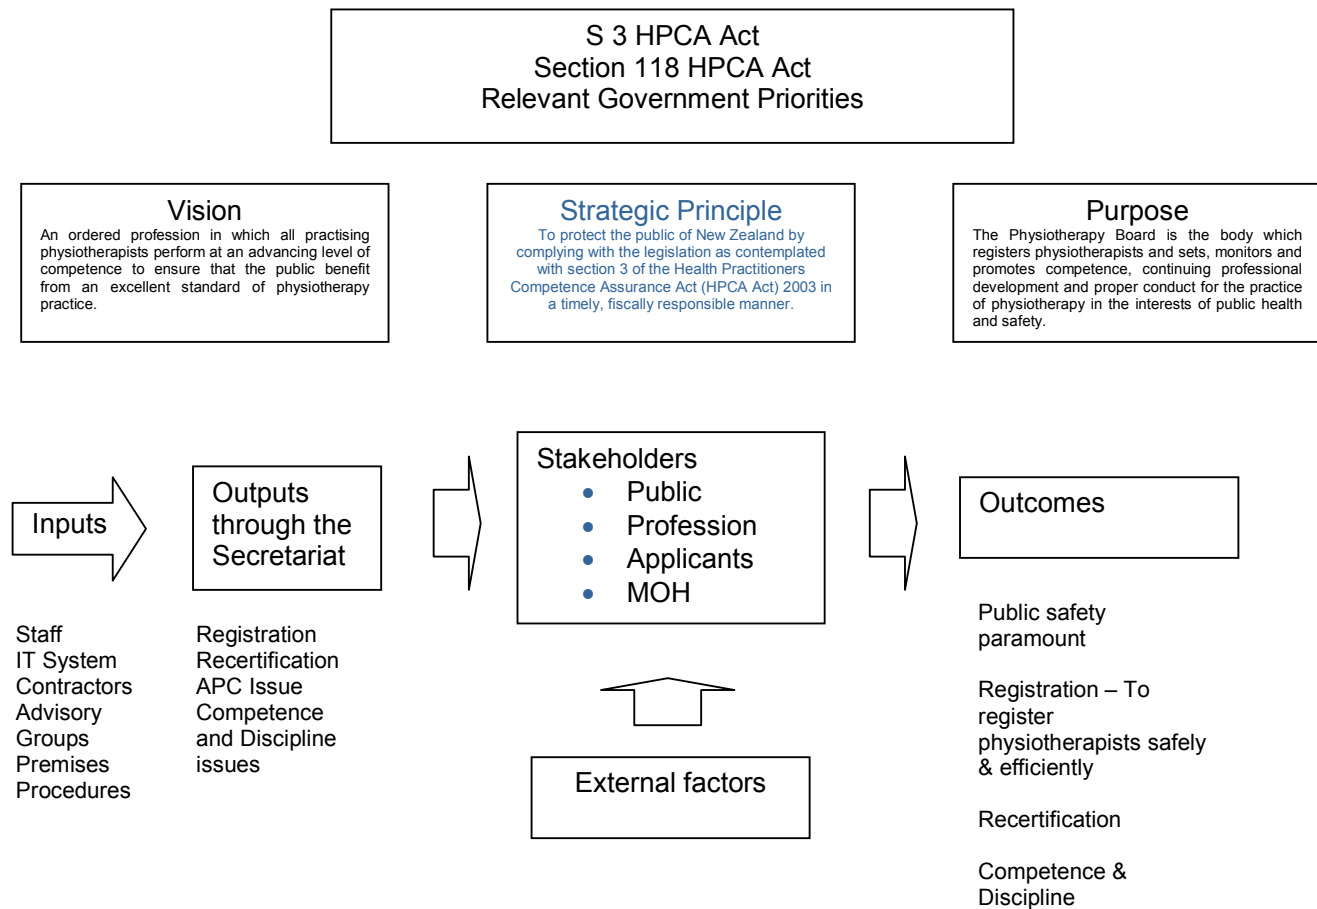 S 3 HPCA Act
Section 118 HPCA Act
Relevant Government Priorities
Vision
An ordered profession in which all practising
physiotherapists perform at an advancing level of
competence to ensure that the public benefit
from an excellent standard of physiotherapy
practice.
Strategic Principle
To protect the public of New Zealand by
complying with the legislation as contemplated
with section 3 of the Health Practitioners
Competence Assurance Act (HPCA Act) 2003 in
a timely, fiscally responsible manner.
Purpose
The Physiotherapy Board is the body which
registers physiotherapists and sets, monitors and
promotes competence, continuing professional
development and proper conduct for the practice
of physiotherapy in the interests of public health
and safety.
Inputs
Staff
IT System
Contractors
Advisory
Groups
Premises
Procedures
Outputs
through the
Secretariat
Registration
Recertification
APC Issue
Competence
and Discipline
issues
Stakeholders
• Public
• Profession
• Applicants
• MOH
External factors
Outcomes
Public safety
paramount
Registration – To
register
physiotherapists safely
& efficiently
Recertification
Competence &
Discipline